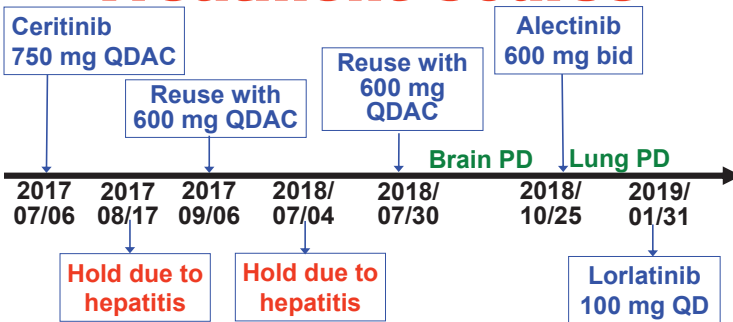 Ceritinib
750 mg QDAC
Reuse with
600 mg QDAC
Reuse with
600 mg
QDAC
Alectinib
600 mg bid
Brain PD
Lung PD
2017
07/06
2017
08/17
2017
09/06
2018/
07/04
2018/
07/30
2018/
10/25
2019/
01/31
Hold due to
hepatitis
Hold due to
hepatitis
Lorlatinib
100 mg QD